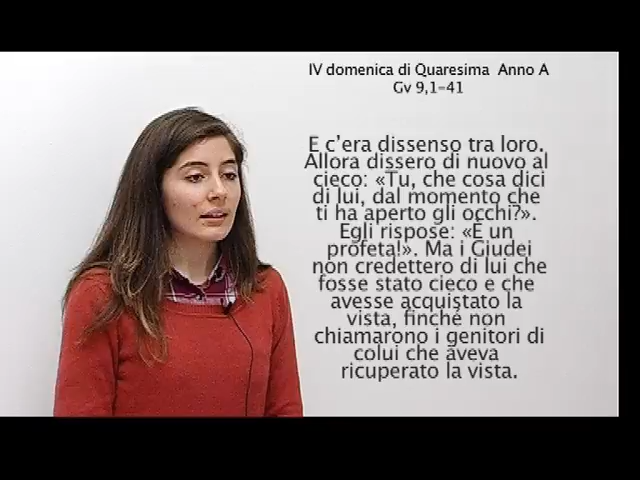 IV domenica di Quaresima Anno A
Gv 9,1-41
E c'era dissenso tra loro.
Allora dissero di nuovo al
cieco: «Tu, che cosa dici
di lui, dal momento che
ti ha aperto gli occhi?».
Egli rispose: «È un
profeta!». Ma i Giudei
non credettero di lui che
fosse stato cieco e che
avesse acquistato la
vista, finché non
chiamarono i genitori di
colui che aveva
ricuperato la vista.